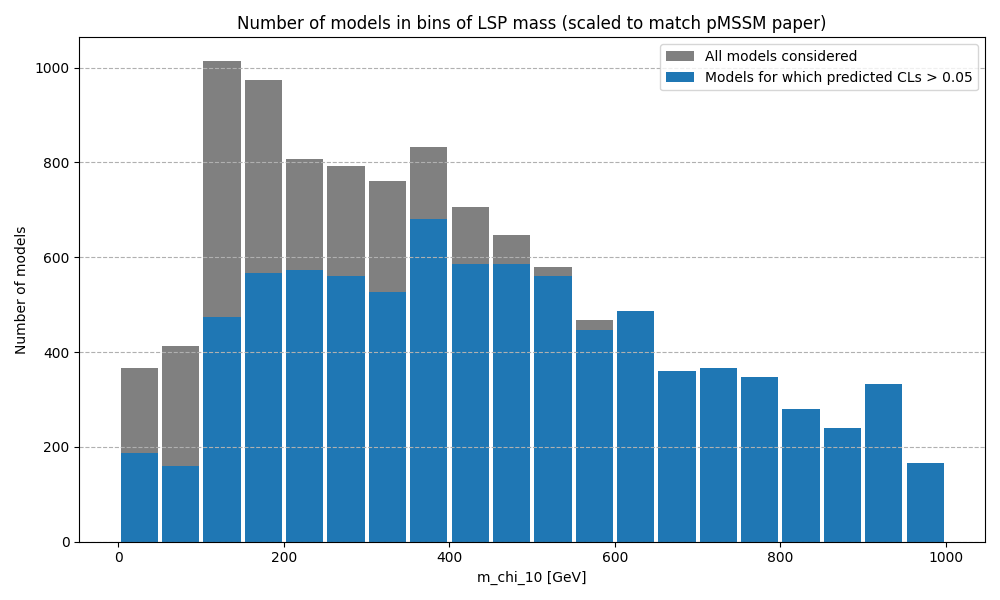 Number of models in bins of LSP mass (scaled to match pMSSM paper)
All models considered
Models for which predicted CLs > 0.05
Number of models
1000
800
600
400
200
0
0 200 400 600 800 1000
m_chi_10 [GeV]